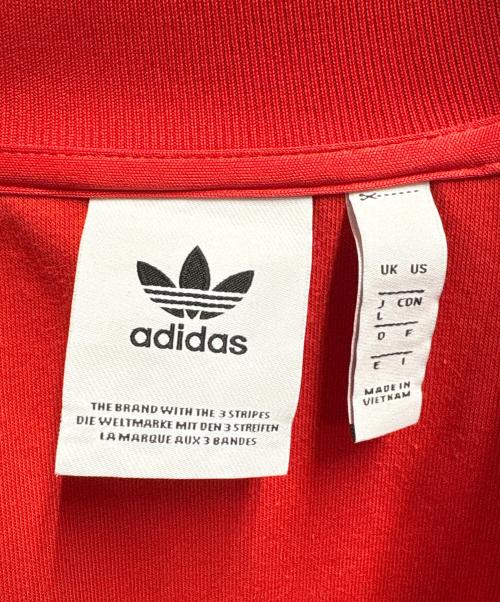 adidas
THE BRAND WITH THE 3 STRIPES
DIE WELTMARKE MIT DEN 3 STREIFEN
LA MARQUE AUX 3 BANDES
UK US
J CDN
L
D F
E I
MADE IN
VIETNAM